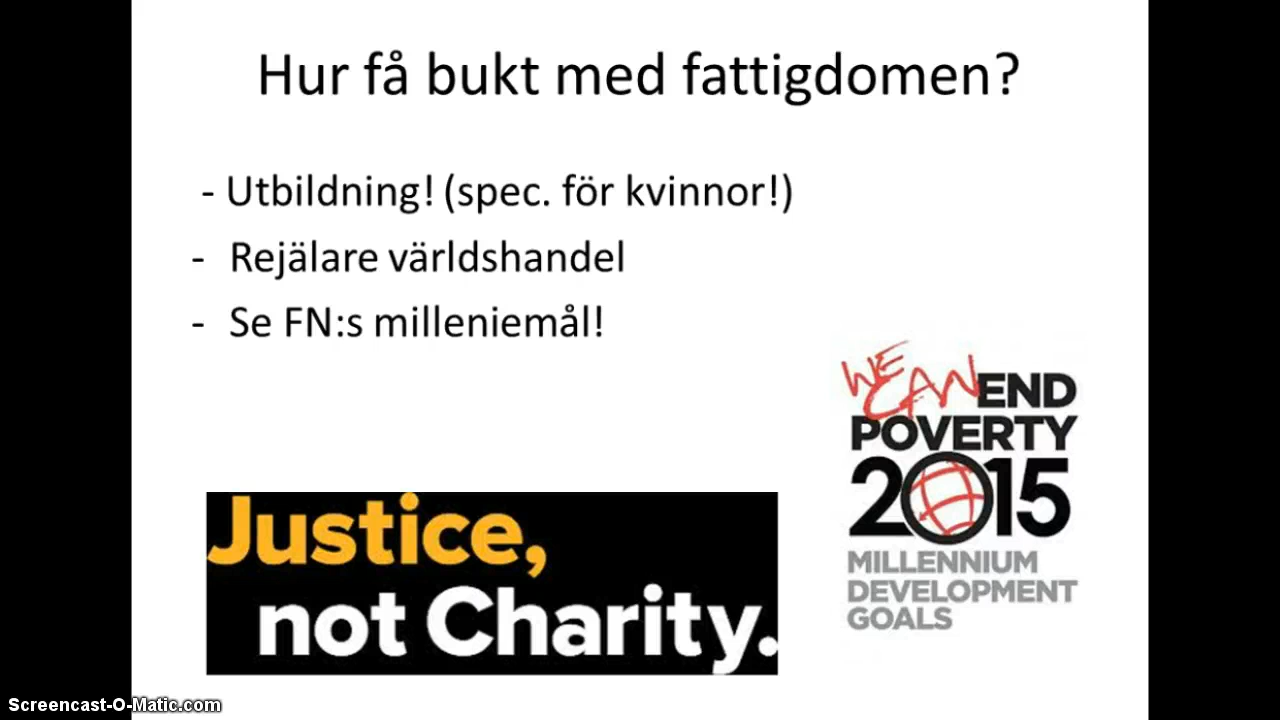 Hur få bukt med fattigdomen?
- Utbildning! (spec. för kvinnor!)
- Rejälare världshandel
- Se FN:s milleniemål!
WE CAN END
POVERTY
2015
MILLENNIUM
DEVELOPMENT
GOALS
Justice,
not Charity.
Screencast-O-Matic.com